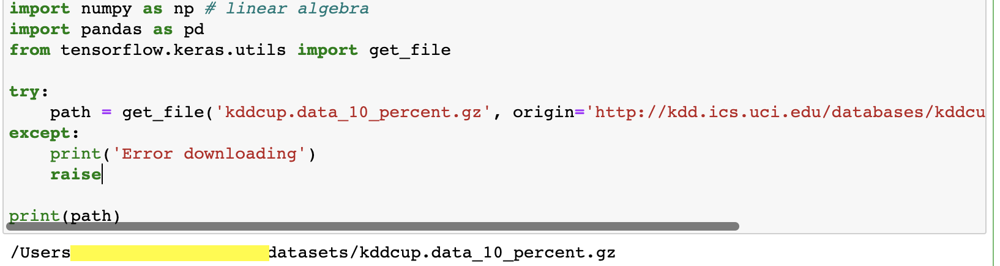 import numpy as np # linear algebra
import pandas as pd
from tensorflow.keras.utils import get_file
try:
path = get_file('kddcup.data_10_percent.gz', origin='http://kdd.ics.uci.edu/databases/kddcu
except:
print('Error downloading')
raise
print(path)
/Users datasets/kddcup.data_10_percent.gz